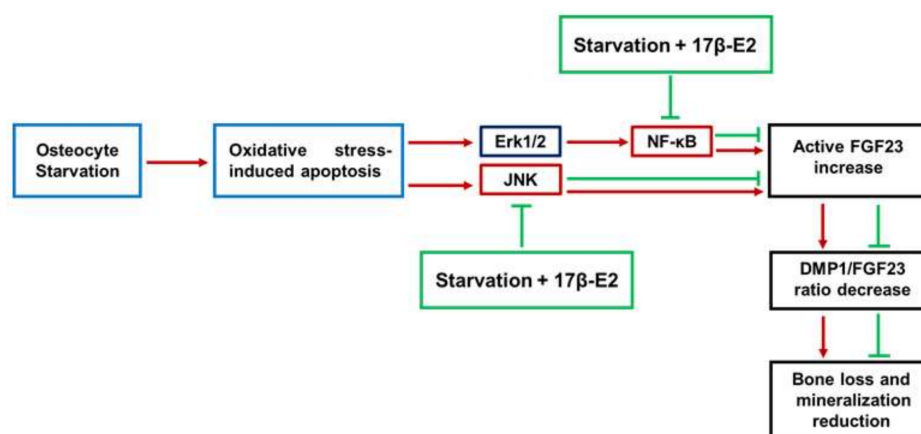 Starvation + 17β-E2
Osteocyte
Starvation
Oxidative stress-
induced apoptosis
Erk1/2
NF-κB
JNK
Active FGF23
increase
Starvation + 17β-E2
DMP1/FGF23
ratio decrease
Bone loss and
mineralization
reduction